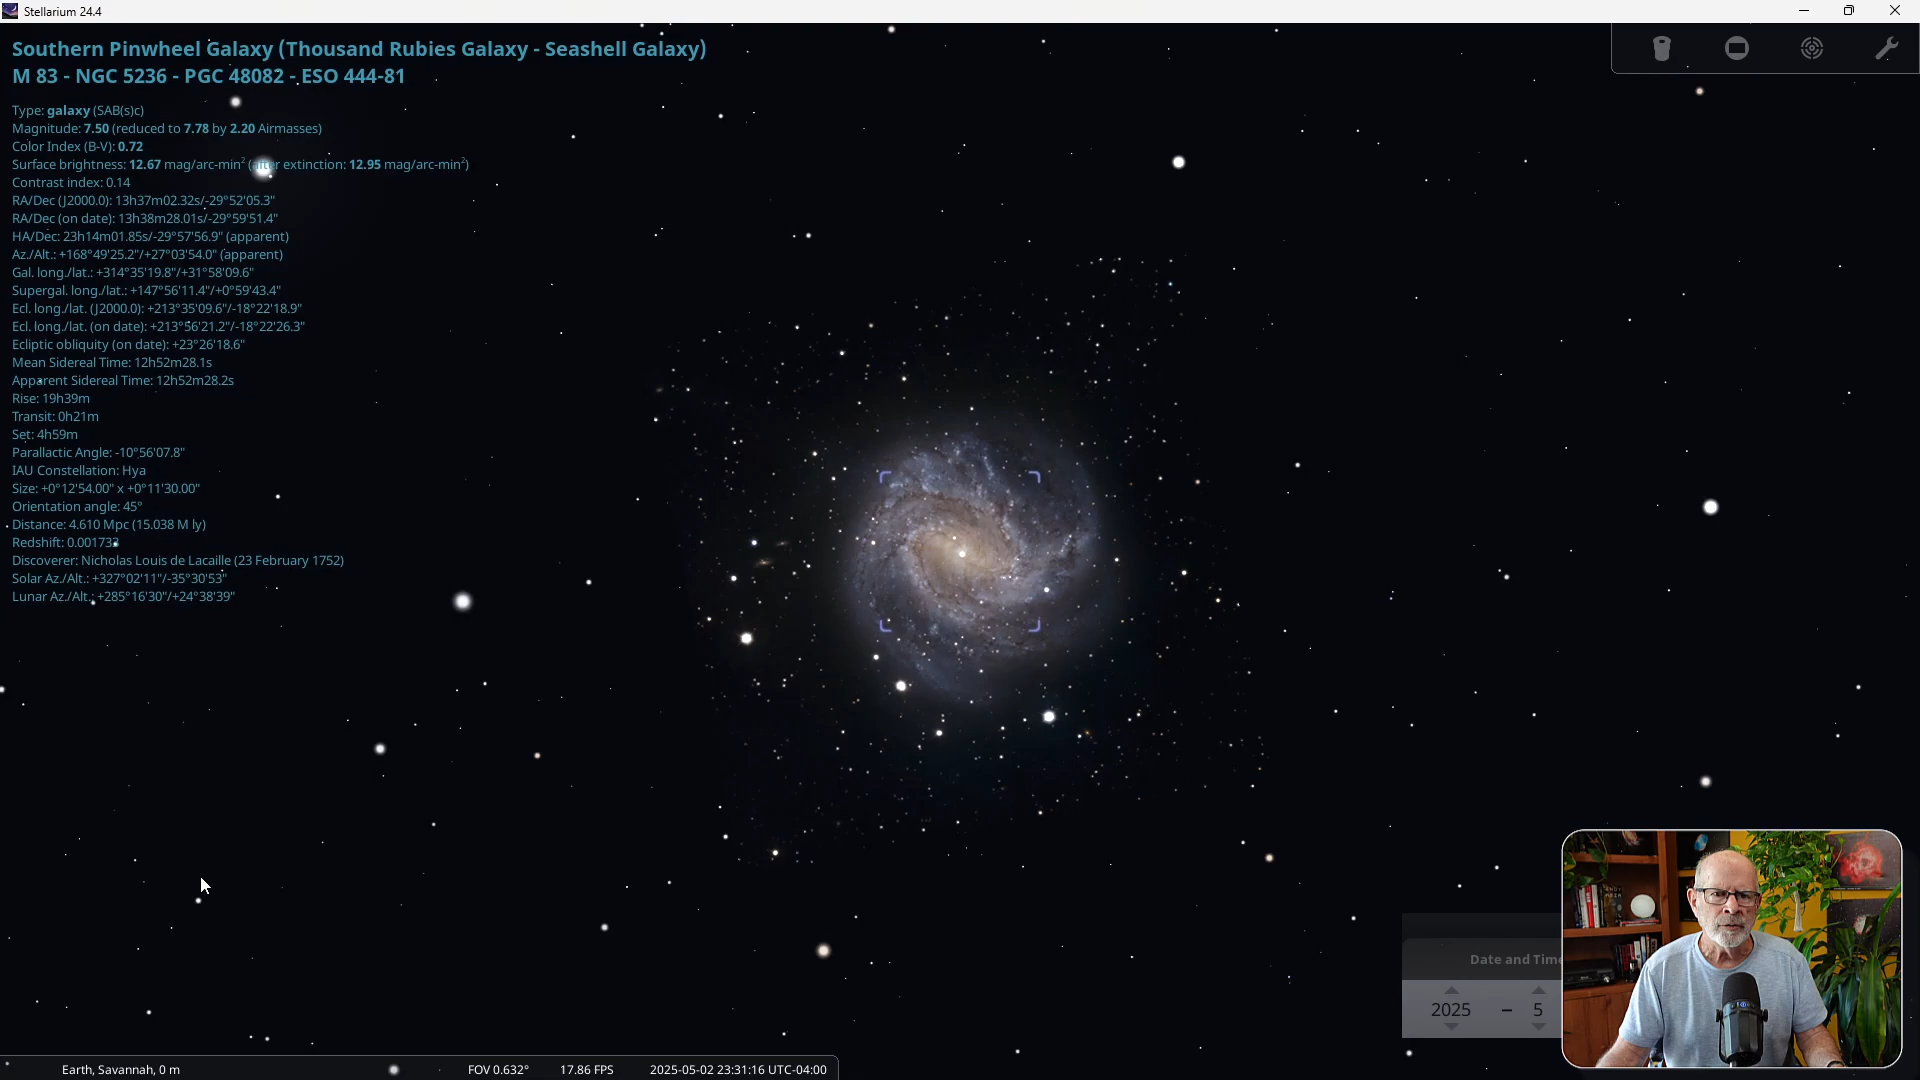 Stellarium 24.4
Southern Pinwheel Galaxy (Thousand Rubies Galaxy - Seashell Galaxy)
M 83 - NGC 5236 - PGC 48082 - ESO 444-81
Type: galaxy (SAB(s)c)
Magnitude: 7.50 (reduced to 7.78 by 2.20 Airmasses)
Color Index (B-V): 0.72
Surface brightness: 12.67 mag/arc-min² (after extinction: 12.95 mag/arc-min²)
Contrast index: 0.14
RA/Dec (J2000.0): 13h37m02.32s/-29°52'05.3"
RA/Dec (on date): 13h38m28.01s/-29°59'51.4"
HA/Dec: 23h14m01.85s/-29°57'56.9" (apparent)
Az./Alt.: +168°49'25.2"/+27°03'54.0" (apparent)
Gal. long./lat.: +314°35'19.8"/+31°58'09.6"
Supergal. long./lat.: +147°56'11.4"/+0°59'43.4"
Ecl. long./lat. (J2000.0): +213°35'09.6"/-18°22'18.9"
Ecl. long./lat. (on date): +213°56'21.2"/-18°22'26.3"
Ecliptic obliquity (on date): +23°26'18.6"
Mean Sidereal Time: 12h52m28.1s
Apparent Sidereal Time: 12h52m28.2s
Rise: 19h39m
Transit: 0h21m
Set: 4h59m
Parallactic Angle: -10°56'07.8"
IAU Constellation: Hya
Size: +0°12'54.00" x +0°11'30.00"
Orientation angle: 45°
Distance: 4.610 Mpc (15.038 M ly)
Redshift: 0.001733
Discoverer: Nicholas Louis de Lacaille (23 February 1752)
Solar Az./Alt.: +327°02'11"/-35°30'53"
Lunar Az./Alt.: +285°16'30"/+24°38'39"
Date and Time
2025 – 5
Earth, Savannah, 0 m FOV 0.632° 17.86 FPS 2025-05-02 23:31:16 UTC-04:00